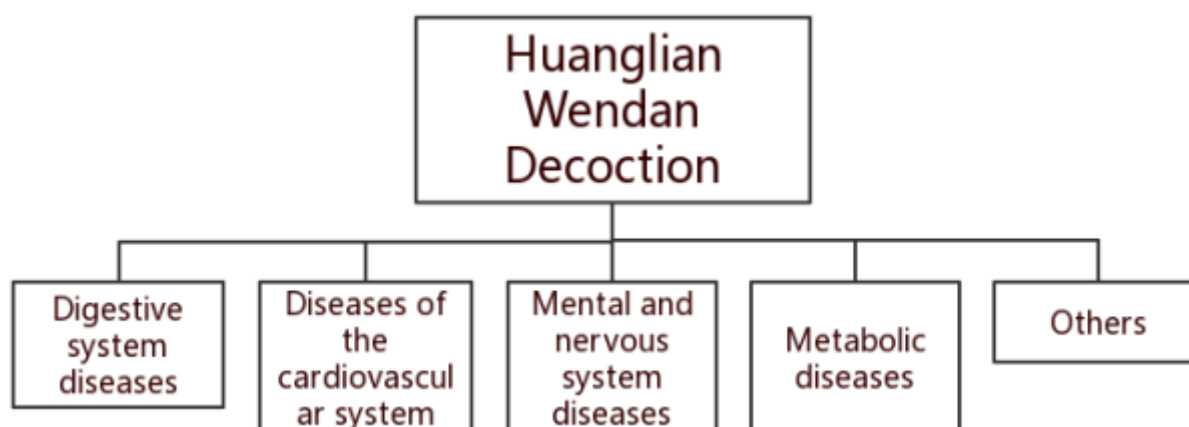 Huanglian
Wendan
Decoction
Digestive
system
diseases
Diseases of
the
cardiovascul
ar system
Mental and
nervous
system
diseases
Metabolic
diseases
Others